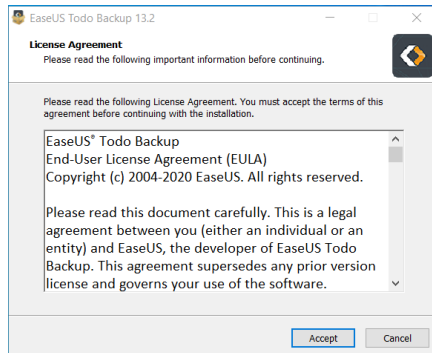 EaseUS Todo Backup 13.2
License Agreement
Please read the following important information before continuing.
Please read the following License Agreement. You must accept the terms of this
agreement before continuing with the installation.
EaseUS® Todo Backup
End-User License Agreement (EULA)
Copyright (c) 2004-2020 EaseUS. All rights reserved.
Please read this document carefully. This is a legal
agreement between you (either an individual or an
entity) and EaseUS, the developer of EaseUS Todo
Backup. This agreement supersedes any prior version
license and governs your use of the software.
Accept
Cancel